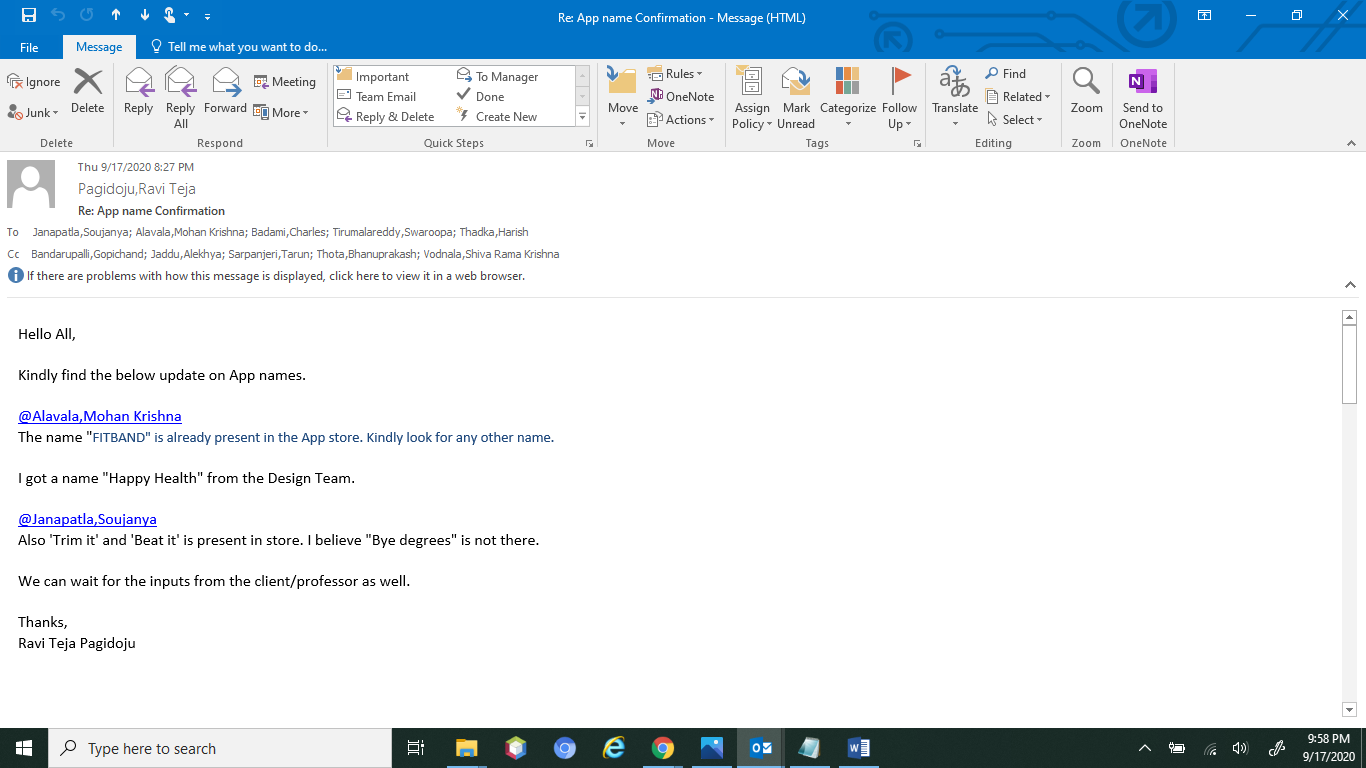 Re: App name Confirmation - Message (HTML)
File Message Tell me what you want to do...
Ignore
Junk
Delete
Reply
Reply All
Forward
Meeting
More
Important
Team Email
Reply & Delete
To Manager
Done
Create New
Move
Rules
OneNote
Actions
Assign Policy
Mark Unread
Categorize
Follow Up
Translate
Find
Related
Select
Zoom
Send to OneNote
Delete Respond Quick Steps Move Tags Editing Zoom OneNote
Thu 9/17/2020 8:27 PM
Pagidoju,Ravi Teja
Re: App name Confirmation
To Janapatla,Soujanya; Alavala,Mohan Krishna; Badami,Charles; Tirumalareddy,Swaroopa; Thadka,Harish
Cc Bandarupalli,Gopichand; Jaddu,Alekhya; Sarpanjeri,Tarun; Thota,Bhanuprakash; Vodnala,Shiva Rama Krishna
If there are problems with how this message is displayed, click here to view it in a web browser.
Hello All,
Kindly find the below update on App names.
@Alavala,Mohan Krishna
The name "FITBAND" is already present in the App store. Kindly look for any other name.
I got a name "Happy Health" from the Design Team.
@Janapatla,Soujanya
Also 'Trim it' and 'Beat it' is present in store. I believe "Bye degrees" is not there.
We can wait for the inputs from the client/professor as well.
Thanks,
Ravi Teja Pagidoju
Type here to search
9:58 PM
9/17/2020